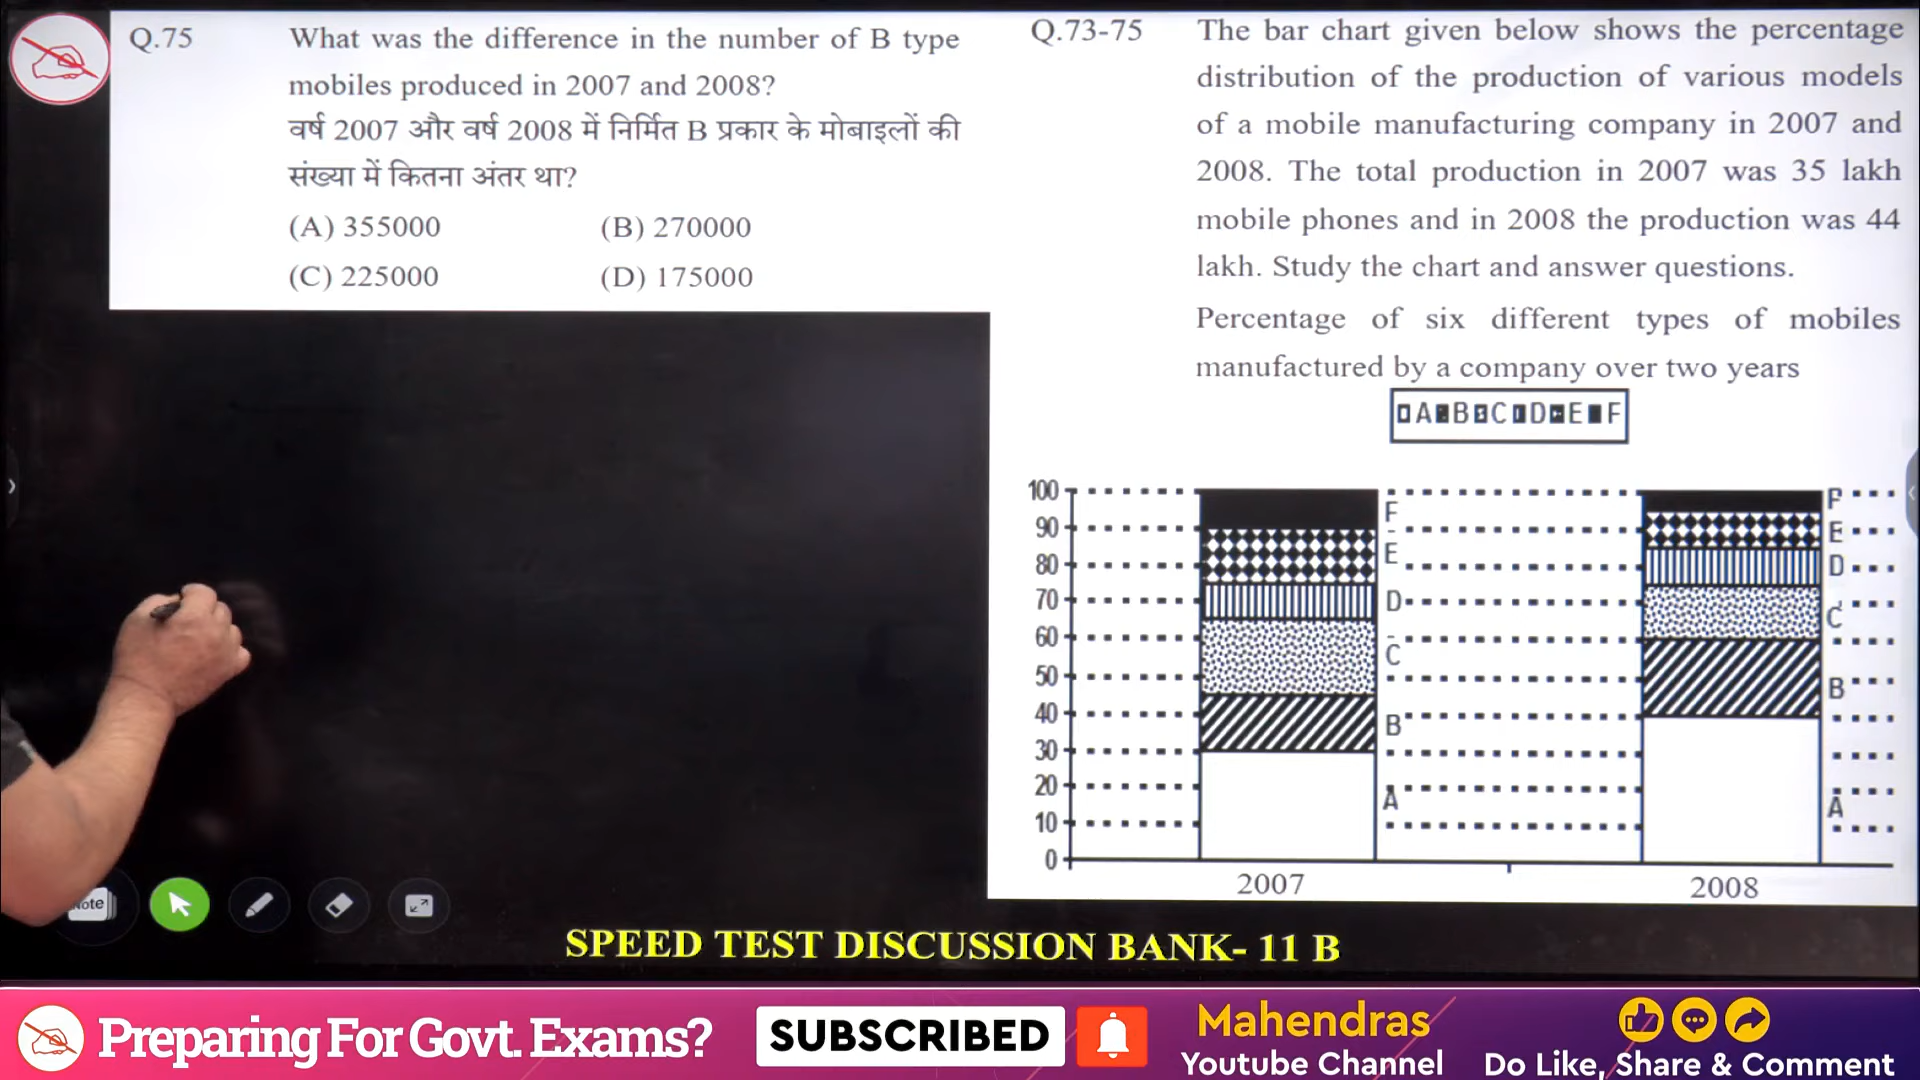 Q.75 What was the difference in the number of B type
mobiles produced in 2007 and 2008?
वर्ष 2007 और वर्ष 2008 में निर्मित B प्रकार के मोबाइलों की
संख्या में कितना अंतर था?
(A) 355000 (B) 270000
(C) 225000 (D) 175000
Q.73-75 The bar chart given below shows the percentage
distribution of the production of various models
of a mobile manufacturing company in 2007 and
2008. The total production in 2007 was 35 lakh
mobile phones and in 2008 the production was 44
lakh. Study the chart and answer questions.
Percentage of six different types of mobiles
manufactured by a company over two years
A B C D E F
100
90
80
70
60
50
40
30
20
10
0
F
E
D
C
B
A
F
E
D
C
B
A
2007 2008
ote
SPEED TEST DISCUSSION BANK- 11 B
Preparing For Govt. Exams?
SUBSCRIBED
Mahendras
Youtube Channel
Do Like, Share & Comment